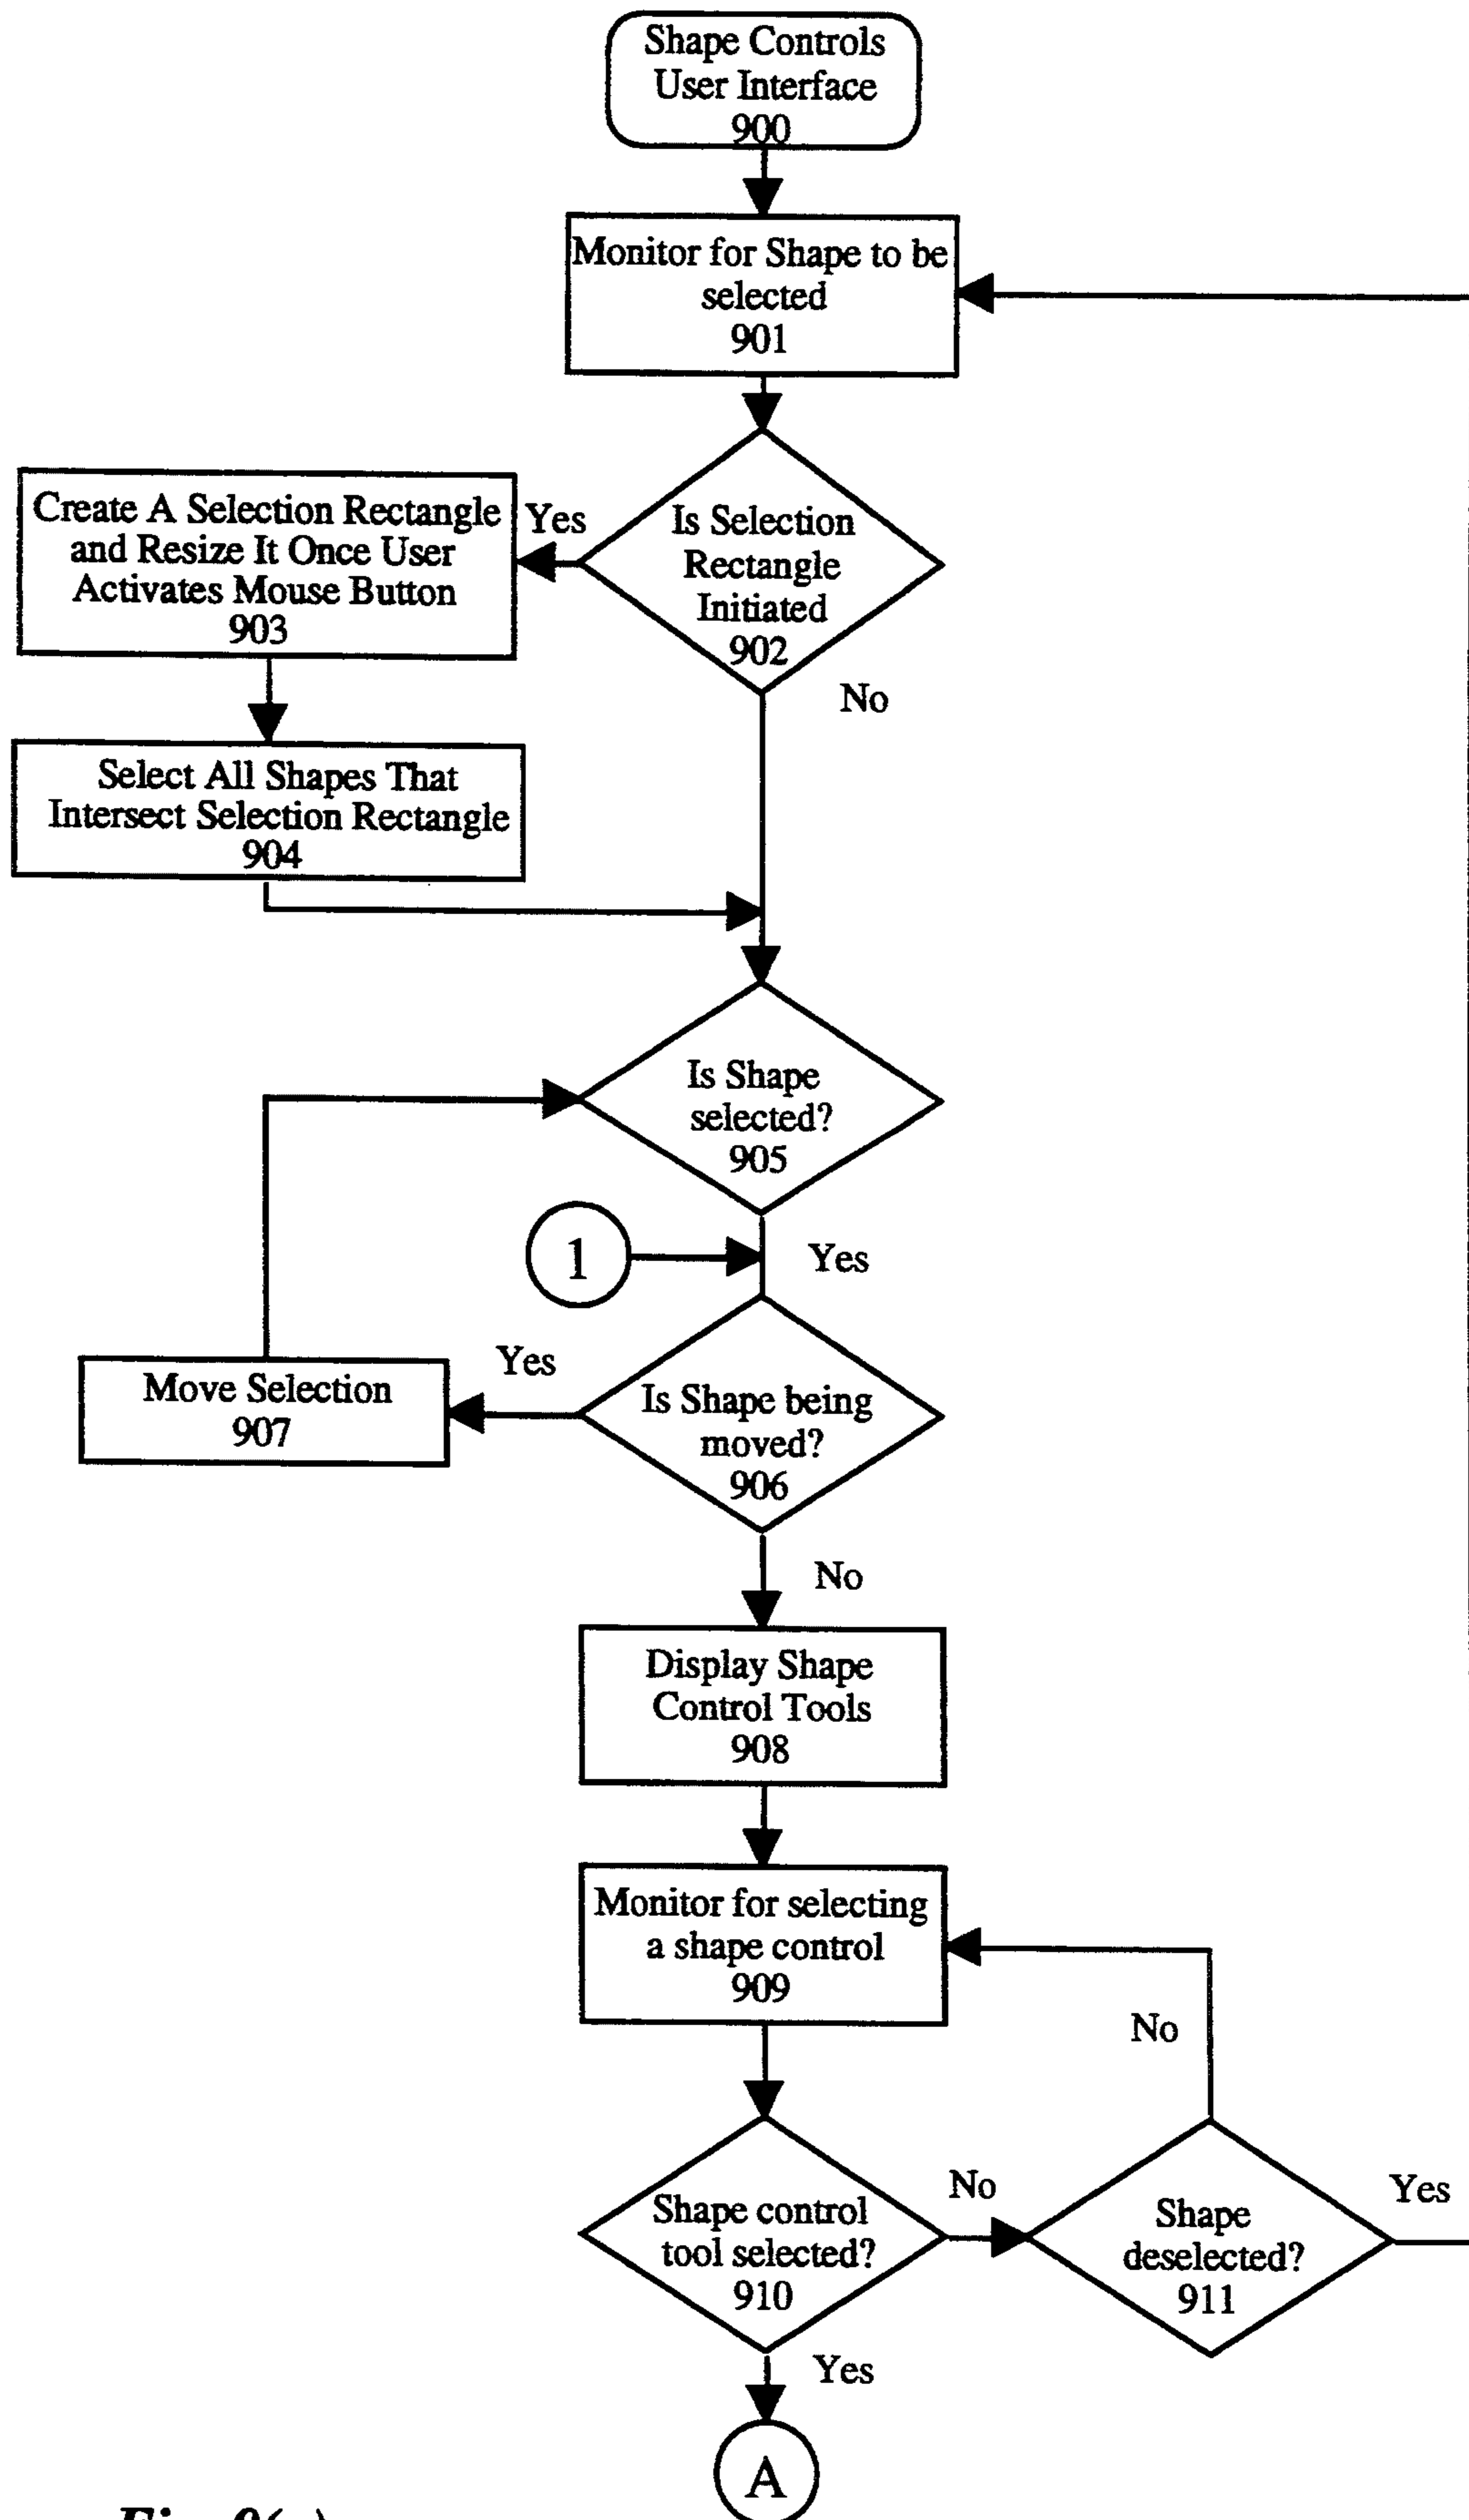 Shape Controls
User Interface
900
Monitor for Shape to be
selected
901
Is Selection
Rectangle
Initiated
902
Yes
No
Create A Selection Rectangle
and Resize It Once User
Activates Mouse Button
903
Select All Shapes That
Intersect Selection Rectangle
904
Is Shape
selected?
905
1
Yes
Is Shape being
moved?
906
Yes
Move Selection
907
No
Display Shape
Control Tools
908
Monitor for selecting
a shape control
909
No
Shape control
tool selected?
910
No
Shape
deselected?
911
Yes
Yes
A